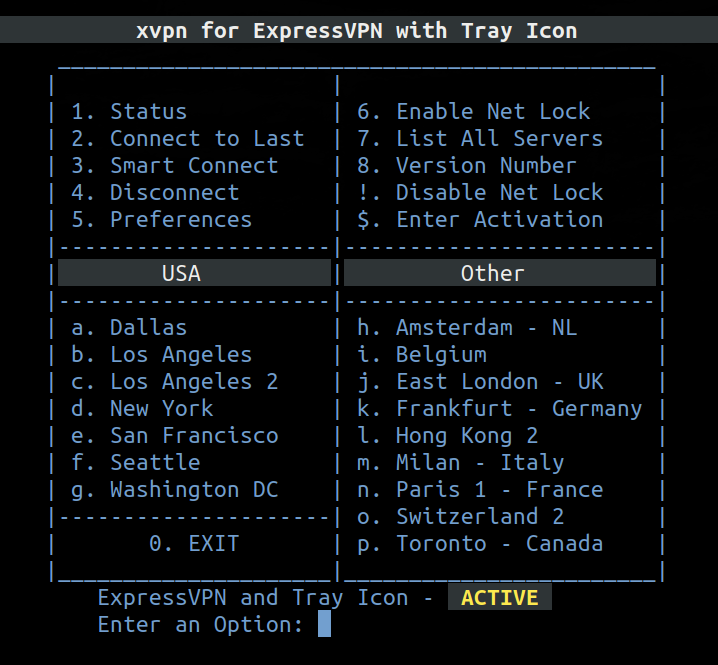 xvpn for ExpressVPN with Tray Icon
1. Status
2. Connect to Last
3. Smart Connect
4. Disconnect
5. Preferences
6. Enable Net Lock
7. List All Servers
8. Version Number
!. Disable Net Lock
$. Enter Activation
USA
a. Dallas
b. Los Angeles
c. Los Angeles 2
d. New York
e. San Francisco
f. Seattle
g. Washington DC
0. EXIT
Other
h. Amsterdam - NL
i. Belgium
j. East London - UK
k. Frankfurt - Germany
l. Hong Kong 2
m. Milan - Italy
n. Paris 1 - France
o. Switzerland 2
p. Toronto - Canada
ExpressVPN and Tray Icon - ACTIVE
Enter an Option: